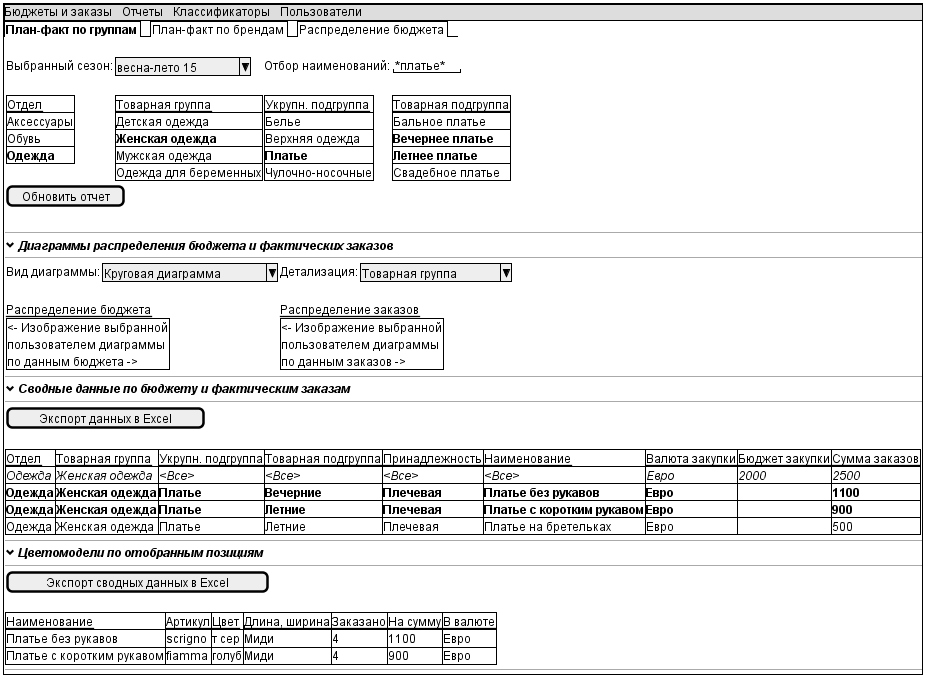 Бюджеты и заказы Отчеты Классификаторы Пользователи
План-факт по группам План-факт по брендам Распределение бюджета
Выбранный сезон: весна-лето 15 Отбор наименований: *платье*
Отдел Товарная группа Укрупн. подгруппа Товарная подгруппа
Аксессуары Детская одежда Белье Бальное платье
Обувь Женская одежда Верхняя одежда Вечернее платье
Одежда Мужская одежда Платье Летнее платье
Одежда для беременных Чулочно-носочные Свадебное платье
Обновить отчет
Диаграммы распределения бюджета и фактических заказов
Вид диаграммы: Круговая диаграмма Детализация: Товарная группа
Распределение бюджета Распределение заказов
<- Изображение выбранной <- Изображение выбранной
пользователем диаграммы пользователем диаграммы
по данным бюджета -> по данным заказов ->
Сводные данные по бюджету и фактическим заказам
Экспорт данных в Excel
Отдел Товарная группа Укрупн. подгруппа Товарная подгруппа Принадлежность Наименование Валюта закупки Бюджет закупки Сумма заказов
Одежда Женская одежда <Все> <Все> <Все> <Все> Евро 2000 2500
Одежда Женская одежда Платье Вечерние Плечевая Платье без рукавов Евро 1100
Одежда Женская одежда Платье Летние Плечевая Платье с коротким рукавом Евро 900
Одежда Женская одежда Платье Летние Плечевая Платье на бретельках Евро 500
Цветомодели по отобранным позициям
Экспорт сводных данных в Excel
Наименование Артикул Цвет Длина, ширина Заказано На сумму В валюте
Платье без рукавов scrigno т сер Миди 4 1100 Евро
Платье с коротким рукавом fiamma голуб Миди 4 900 Евро